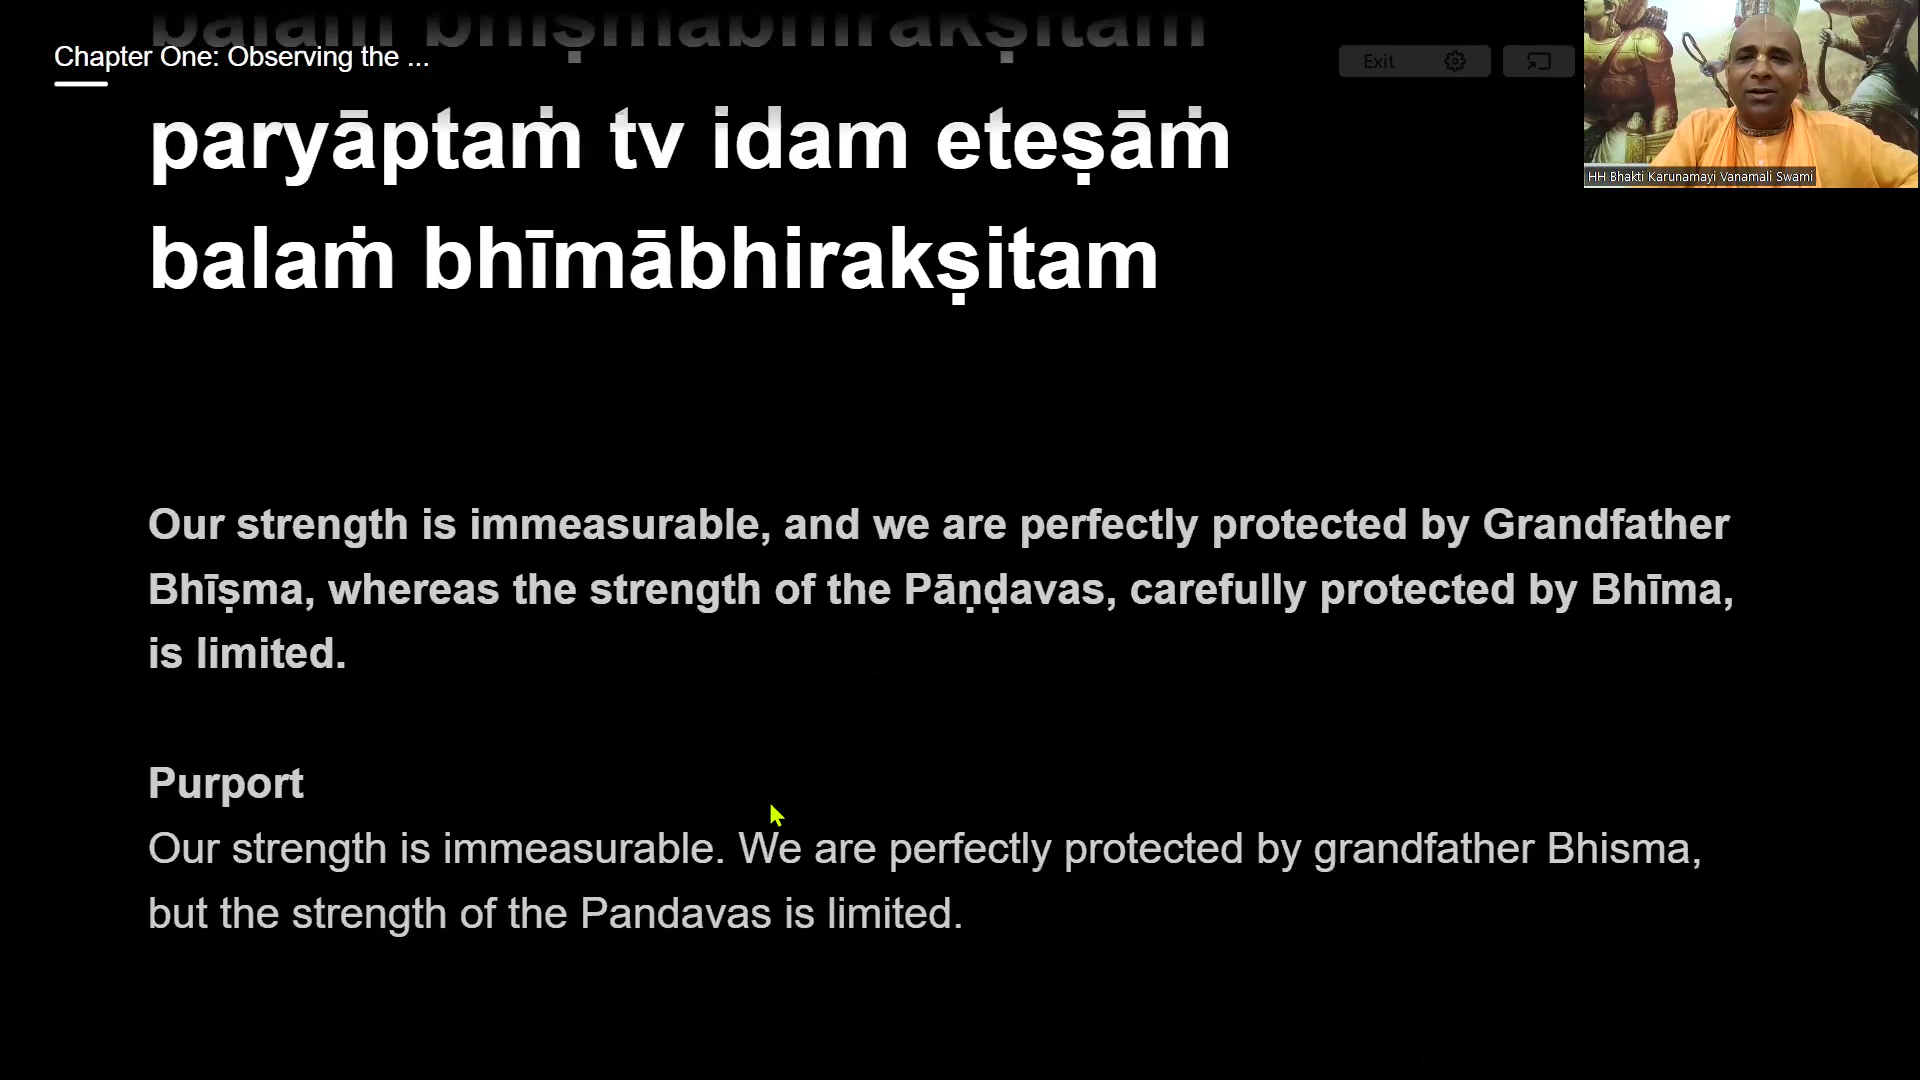 balaṁ bhīṣmābhirakṣitam
Chapter One: Observing the ...
Exit
paryāptaṁ tv idam eteṣāṁ
balaṁ bhīmābhirakṣitam
HH Bhakti Karunamayi Vanamali Swami
Our strength is immeasurable, and we are perfectly protected by Grandfather
Bhīṣma, whereas the strength of the Pāṇḍavas, carefully protected by Bhīma,
is limited.
Purport
Our strength is immeasurable. We are perfectly protected by grandfather Bhisma,
but the strength of the Pandavas is limited.